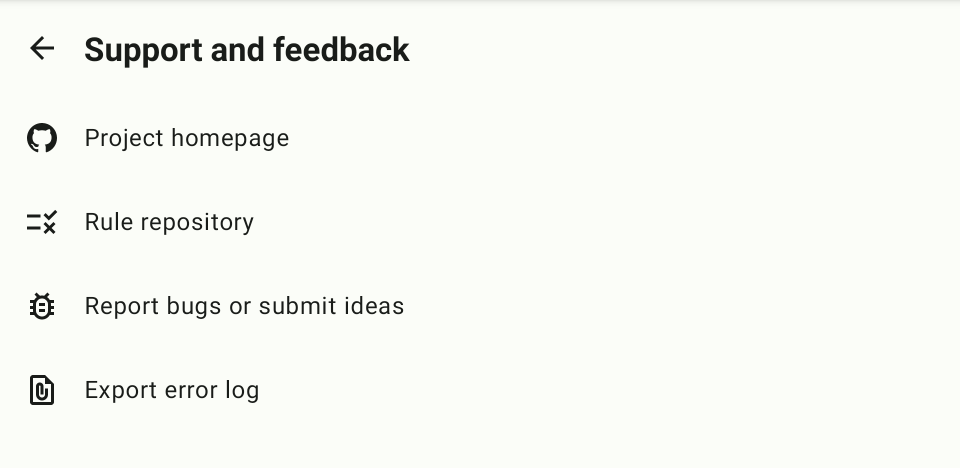 Support and feedback
Project homepage
Rule repository
Report bugs or submit ideas
Export error log